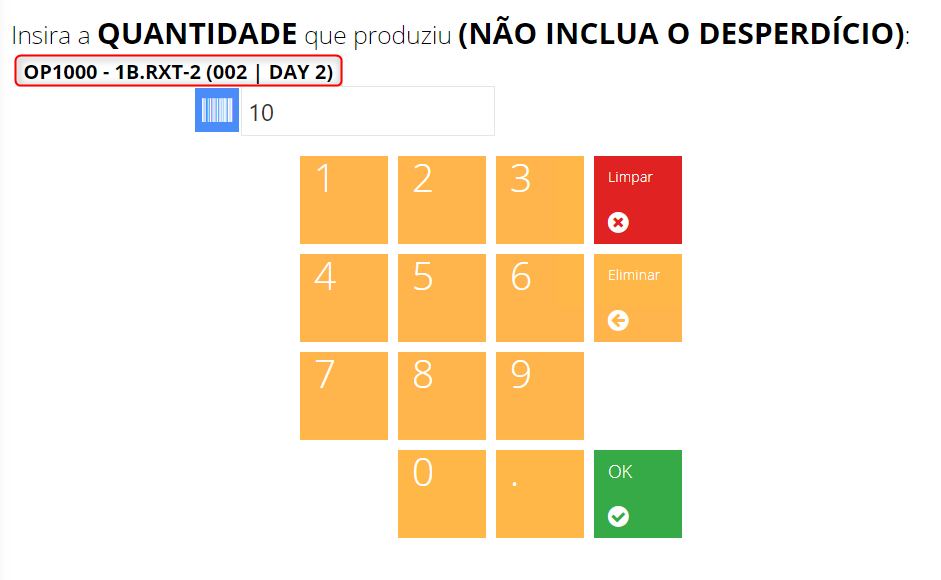 Insira a QUANTIDADE que produziu (NÃO INCLUA O DESPERDÍCIO):
OP1000 - 1B.RXT-2 (002 | DAY 2)
10
1 2 3 Limpar
4 5 6 Eliminar
7 8 9
0 . OK